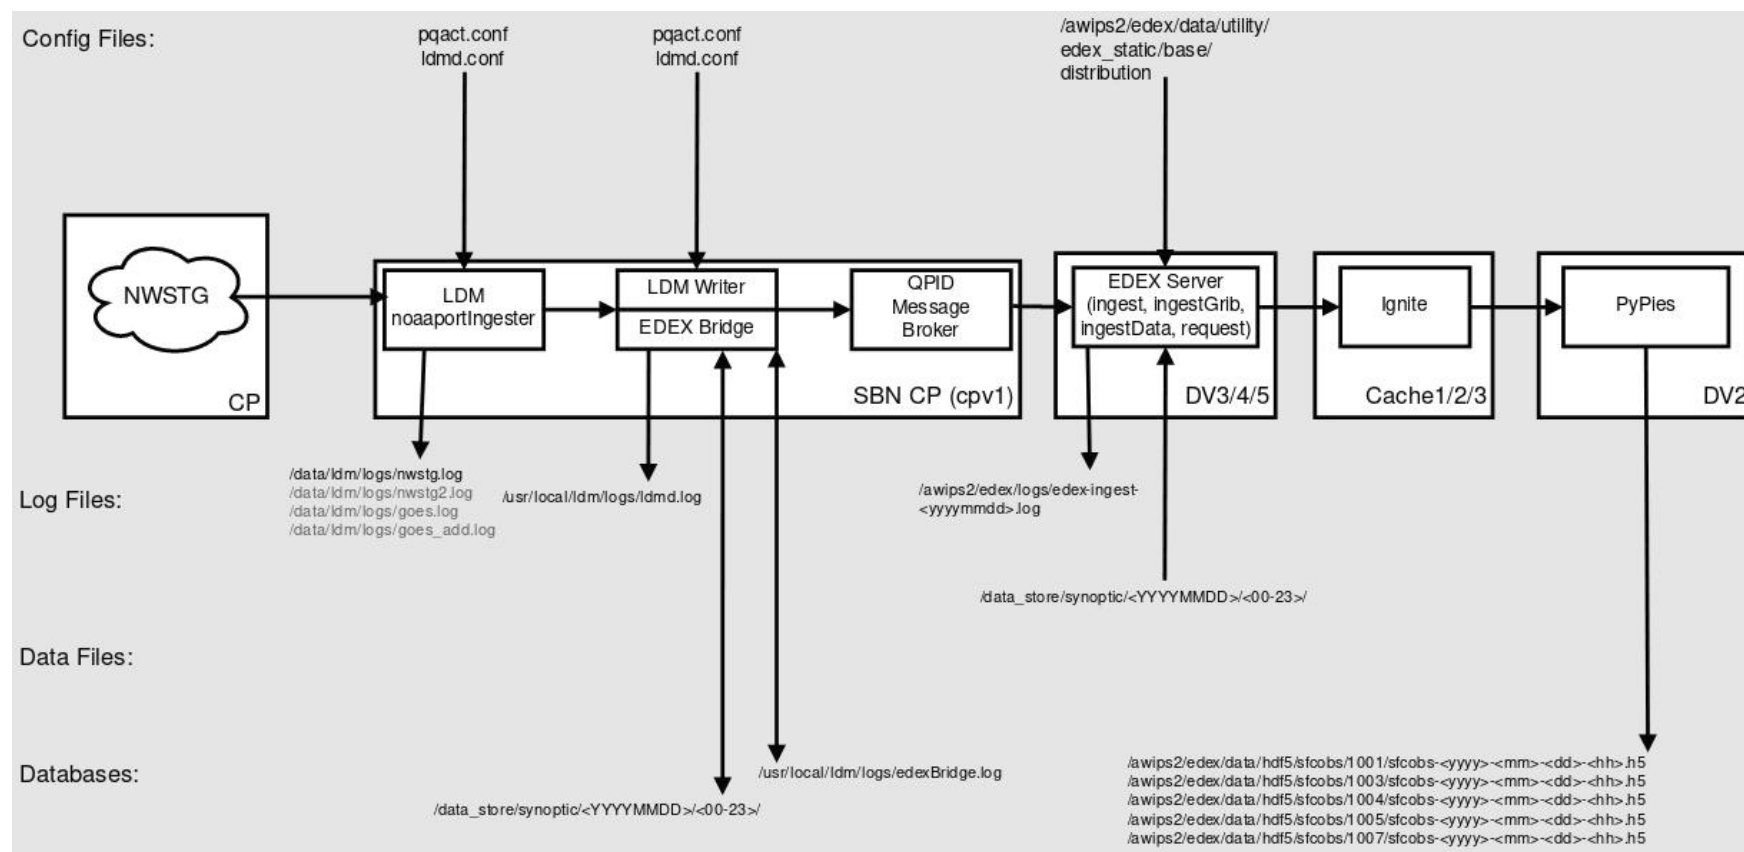 Config Files:
pqact.conf
ldmd.conf
pqact.conf
ldmd.conf
/awips2/edex/data/utility/
edex_static/base/
distribution
NWSTG
CP
LDM
noaaportIngester
LDM Writer
EDEX Bridge
QPID
Message
Broker
SBN CP (cpv1)
EDEX Server
(ingest, ingestGrib,
ingestData, request)
DV3/4/5
Ignite
Cache1/2/3
PyPies
DV2
Log Files:
/data/ldm/logs/nwstg.log
/data/ldm/logs/nwstg2.log
/data/ldm/logs/goes.log
/data/ldm/logs/goes_add.log
/usr/local/ldm/logs/ldmd.log
/awips2/edex/logs/edex-ingest-
<yyyymmdd>.log
/data_store/synoptic/<YYYYMMDD>/<00-23>/
Data Files:
Databases:
/usr/local/ldm/logs/edexBridge.log
/data_store/synoptic/<YYYYMMDD>/<00-23>/
/awips2/edex/data/hdf5/sfcobs/1001/sfcobs-<yyyy>-<mm>-<dd>-<hh>.h5
/awips2/edex/data/hdf5/sfcobs/1003/sfcobs-<yyyy>-<mm>-<dd>-<hh>.h5
/awips2/edex/data/hdf5/sfcobs/1004/sfcobs-<yyyy>-<mm>-<dd>-<hh>.h5
/awips2/edex/data/hdf5/sfcobs/1005/sfcobs-<yyyy>-<mm>-<dd>-<hh>.h5
/awips2/edex/data/hdf5/sfcobs/1007/sfcobs-<yyyy>-<mm>-<dd>-<hh>.h5